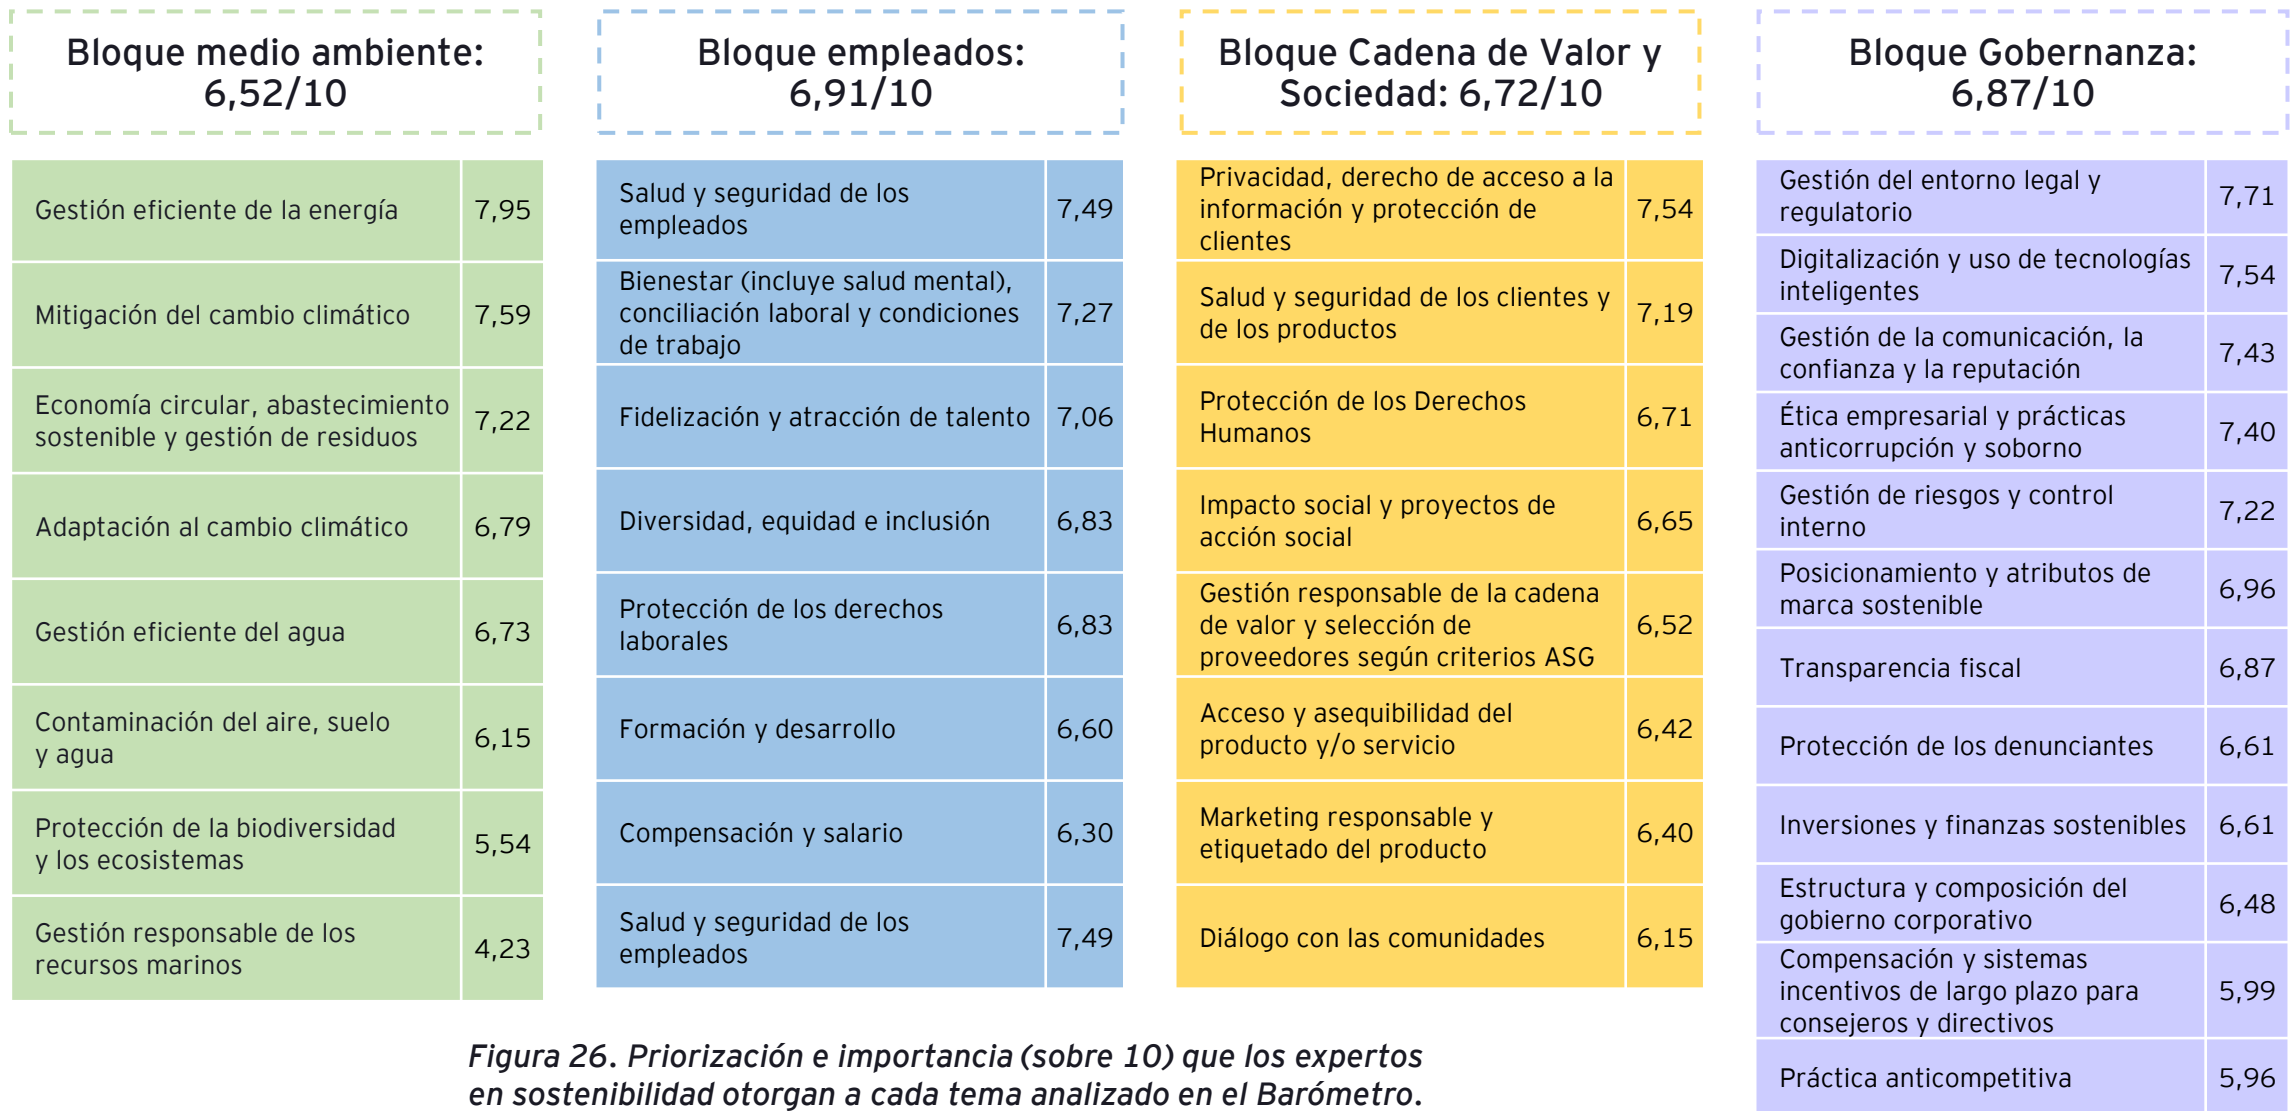 Bloque medio ambiente:
6,52/10
Gestión eficiente de la energía 7,95
Mitigación del cambio climático 7,59
Economía circular, abastecimiento
sostenible y gestión de residuos 7,22
Adaptación al cambio climático 6,79
Gestión eficiente del agua 6,73
Contaminación del aire, suelo
y agua 6,15
Protección de la biodiversidad
y los ecosistemas 5,54
Gestión responsable de los
recursos marinos 4,23
Bloque empleados:
6,91/10
Salud y seguridad de los
empleados 7,49
Bienestar (incluye salud mental),
conciliación laboral y condiciones 7,27
de trabajo
Fidelización y atracción de talento 7,06
Diversidad, equidad e inclusión 6,83
Protección de los derechos
laborales 6,83
Formación y desarrollo 6,60
Compensación y salario 6,30
Salud y seguridad de los
empleados 7,49
Bloque Cadena de Valor y
Sociedad: 6,72/10
Privacidad, derecho de acceso a la
información y protección de 7,54
clientes
Salud y seguridad de los clientes y
de los productos 7,19
Protección de los Derechos
Humanos 6,71
Impacto social y proyectos de
acción social 6,65
Gestión responsable de la cadena
de valor y selección de 6,52
proveedores según criterios ASG
Acceso y asequibilidad del
producto y/o servicio 6,42
Marketing responsable y
etiquetado del producto 6,40
Diálogo con las comunidades 6,15
Bloque Gobernanza:
6,87/10
Gestión del entorno legal y
regulatorio 7,71
Digitalización y uso de tecnologías
inteligentes 7,54
Gestión de la comunicación, la
confianza y la reputación 7,43
Ética empresarial y prácticas
anticorrupción y soborno 7,40
Gestión de riesgos y control
interno 7,22
Posicionamiento y atributos de
marca sostenible 6,96
Transparencia fiscal 6,87
Protección de los denunciantes 6,61
Inversiones y finanzas sostenibles 6,61
Estructura y composición del
gobierno corporativo 6,48
Compensación y sistemas
incentivos de largo plazo para 5,99
consejeros y directivos
Práctica anticompetitiva 5,96
Figura 26. Priorización e importancia (sobre 10) que los expertos
en sostenibilidad otorgan a cada tema analizado en el Barómetro.